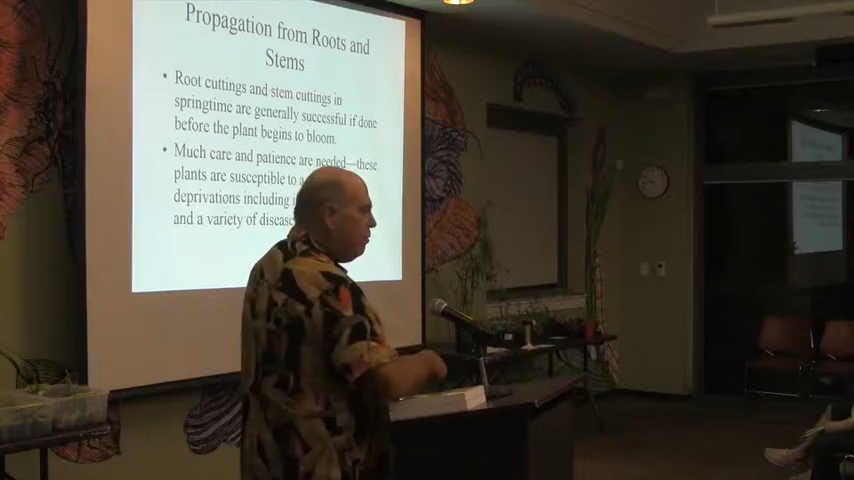 Propagation from Roots and
Stems
• Root cuttings and stem cuttings in
springtime are generally successful if done
before the plant begins to bloom.
• Much care and patience are needed—these
plants are susceptible to a
deprivations including
and a variety of disease